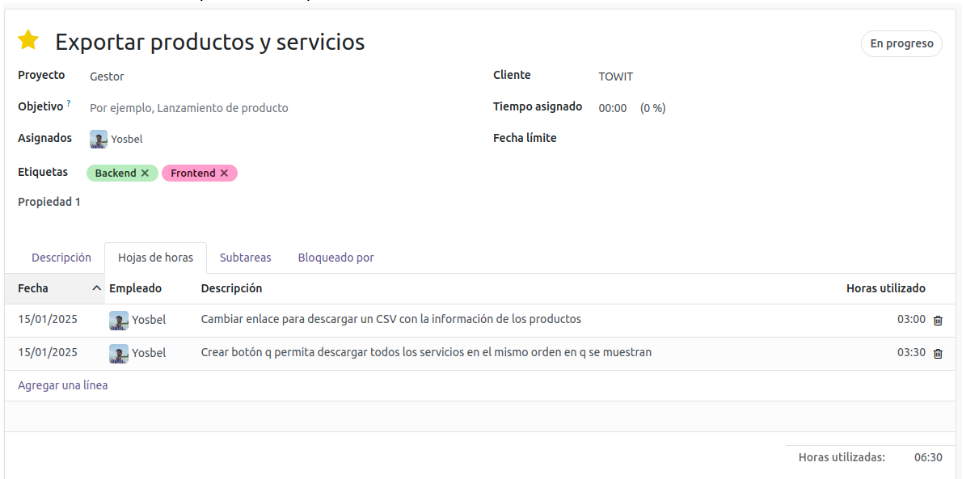 Exportar productos y servicios
En progreso
Proyecto Gestor
Cliente TOWIT
Objetivo ? Por ejemplo, Lanzamiento de producto
Tiempo asignado 00:00 (0 %)
Asignados Yosbel
Fecha límite
Etiquetas Backend × Frontend ×
Propiedad 1
Descripción Hojas de horas Subtareas Bloqueado por
Fecha Empleado Descripción Horas utilizado
15/01/2025 Yosbel Cambiar enlace para descargar un CSV con la información de los productos 03:00
15/01/2025 Yosbel Crear botón q permita descargar todos los servicios en el mismo orden en q se muestran 03:30
Agregar una línea
Horas utilizadas: 06:30